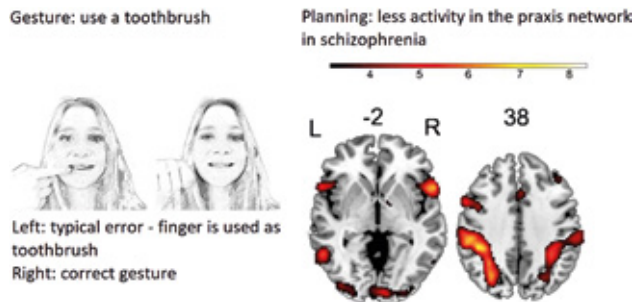 Gesture: use a toothbrush
Left: typical error - finger is used as
toothbrush
Right: correct gesture
Planning: less activity in the praxis network
in schizophrenia
4 5 6 7 8
L -2 R 38